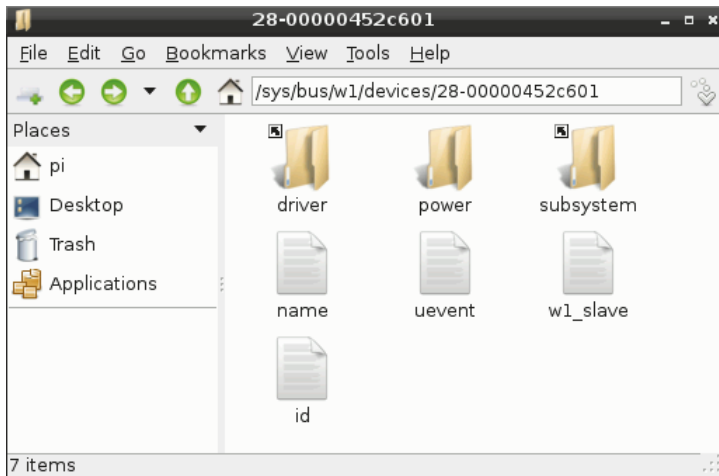 28-00000452c601
File Edit Go Bookmarks View Tools Help
/sys/bus/w1/devices/28-00000452c601
Places
pi
Desktop
Trash
Applications
driver power subsystem
name uevent w1_slave
id
7 items